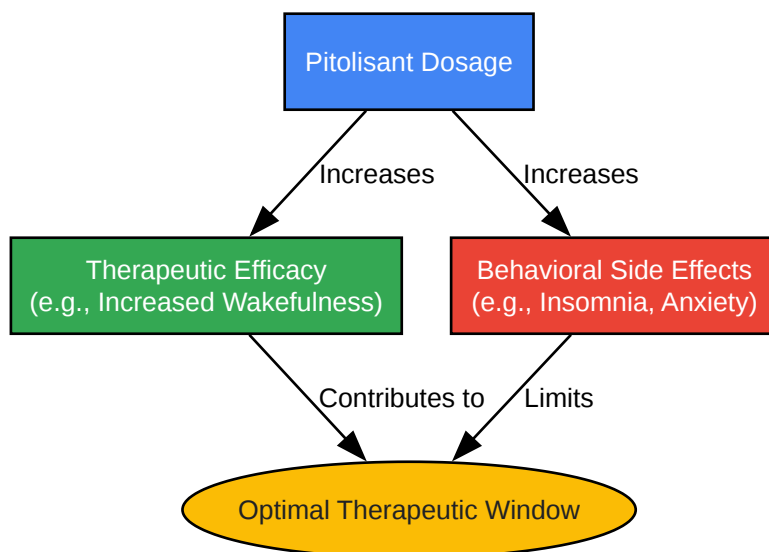 Pitolisant Dosage
Increases
Increases
Therapeutic Efficacy
(e.g., Increased Wakefulness)
Behavioral Side Effects
(e.g., Insomnia, Anxiety)
Contributes to
Limits
Optimal Therapeutic Window